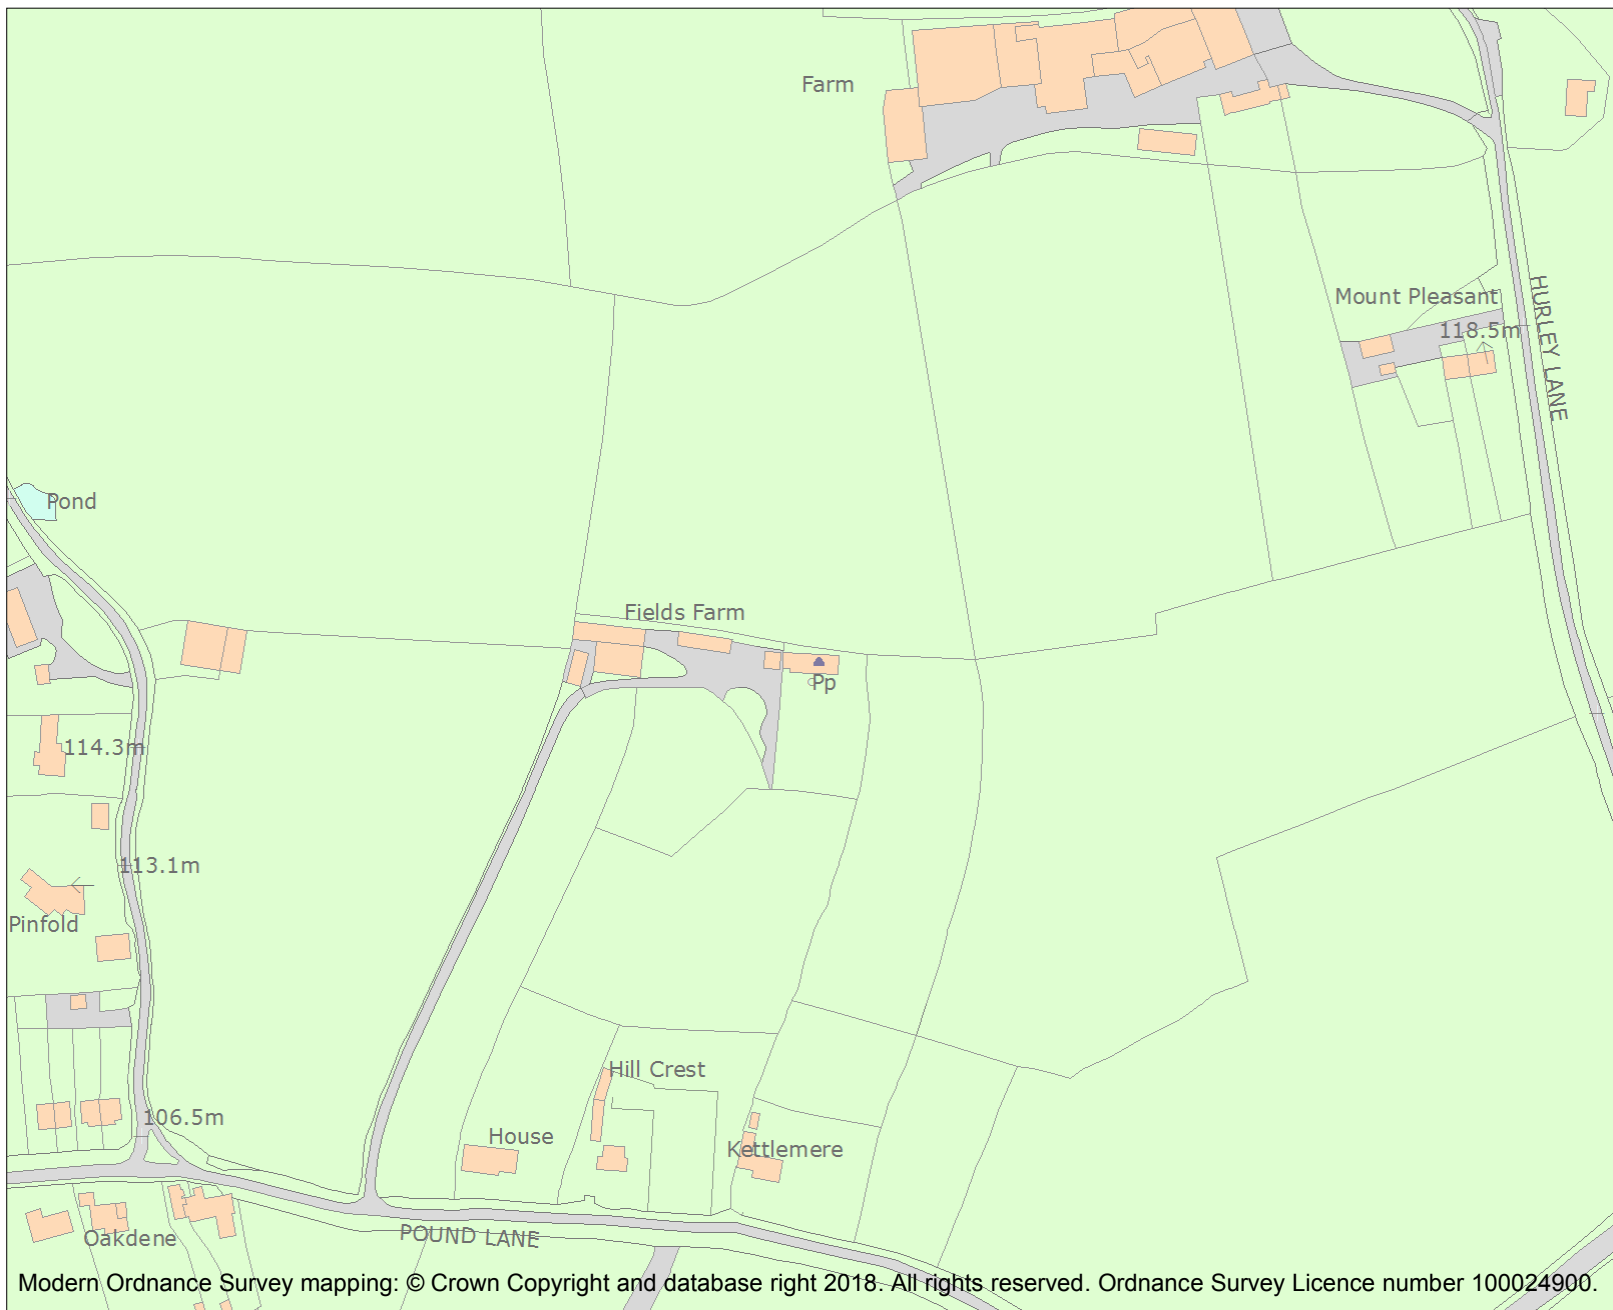 Farm
Mount Pleasant
118.5m
HURLEY LANE
Pond
Fields Farm
Pp
114.3m
113.1m
Pinfold
Hill Crest
106.5m
House
Kettlemere
Oakdene
POUND LANE
Modern Ordnance Survey mapping: © Crown Copyright and database right 2018. All rights reserved. Ordnance Survey Licence number 100024900.